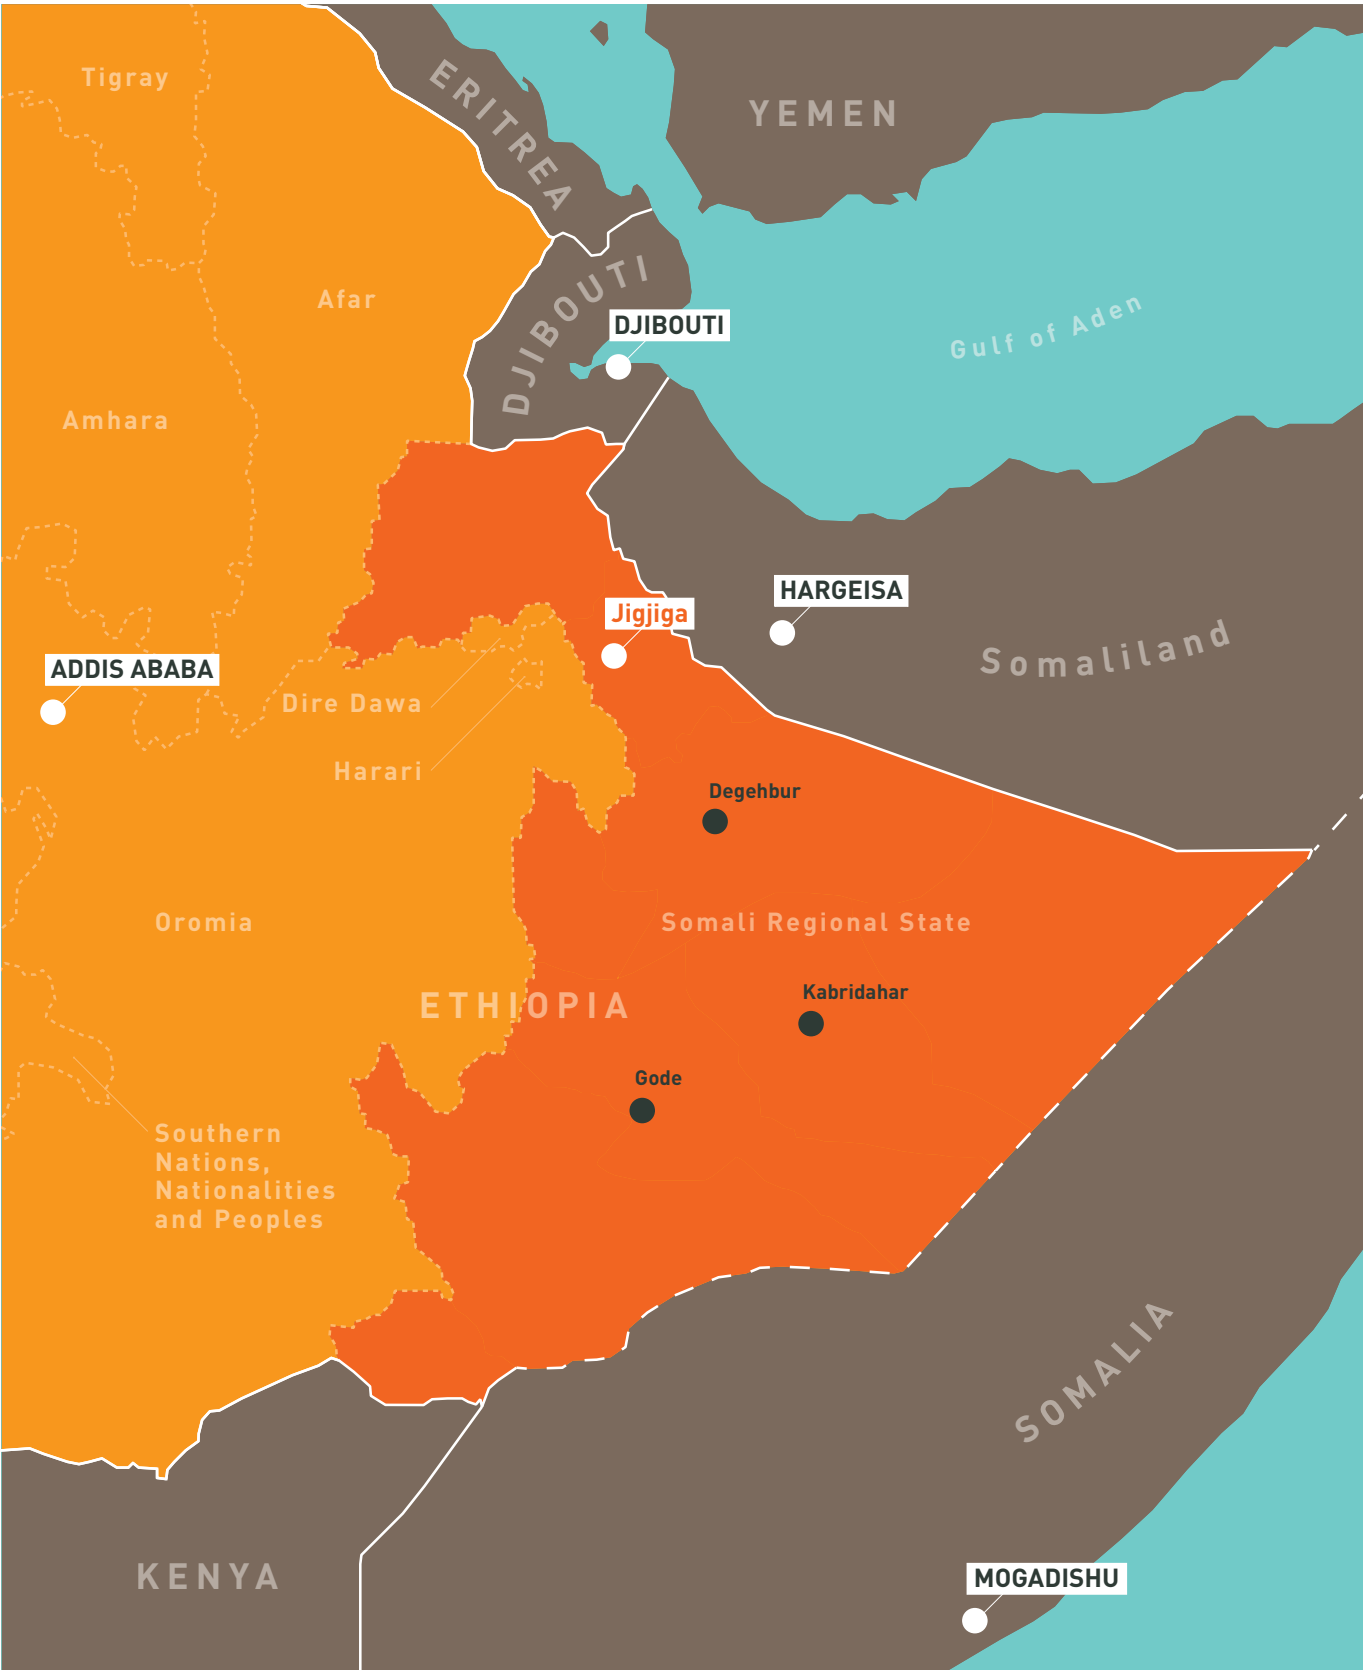 Tigray
ERITREA
YEMEN
Afar
DJIBOUTI
DJIBOUTI
Gulf of Aden
Amhara
HARGEISA
Jigjiga
Somaliland
ADDIS ABABA
Dire Dawa
Harari
Degehbur
Oromia
Somali Regional State
Kabridahar
ETHIOPIA
Gode
Southern
Nations,
Nationalities
and Peoples
SOMALIA
KENYA
MOGADISHU